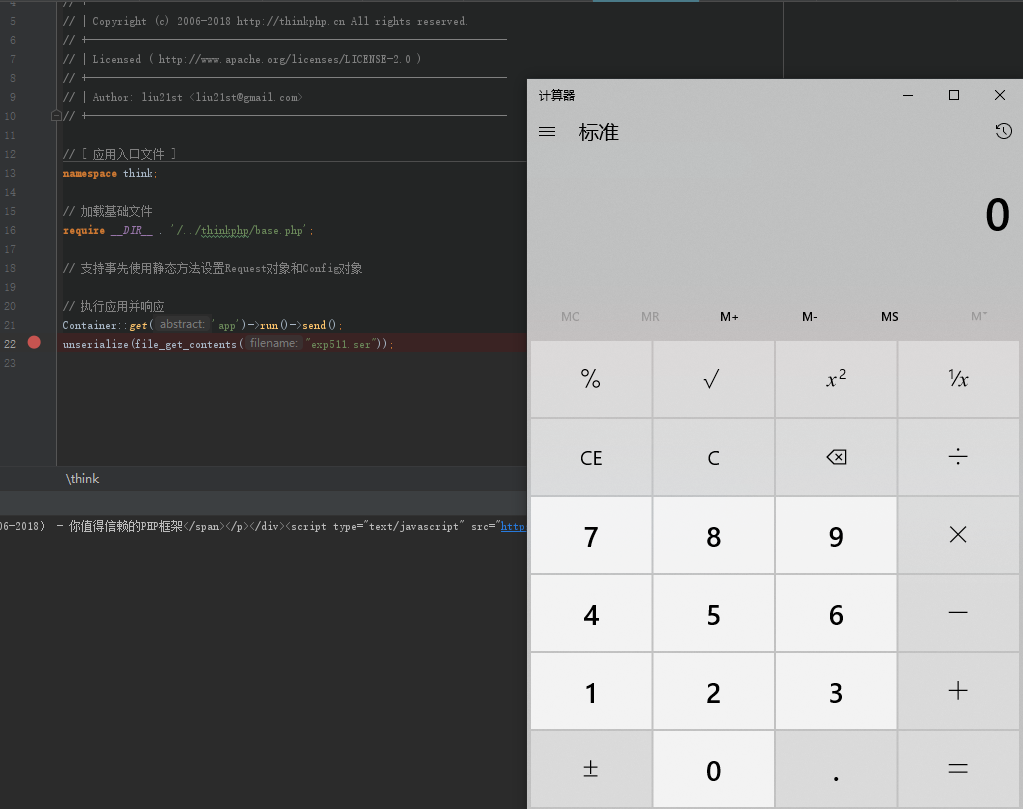 4 // |
5 // | Copyright (c) 2006-2018 http://thinkphp.cn All rights reserved.
6 // +----------------------------------------------------------------------
7 // | Licensed ( http://www.apache.org/licenses/LICENSE-2.0 )
8 // +----------------------------------------------------------------------
9 // | Author: liu21st <liu21st@gmail.com>
10 // +----------------------------------------------------------------------
11
12 // [ 应用入口文件 ]
13 namespace think;
14
15 // 加载基础文件
16 require __DIR__ . '/../thinkphp/base.php';
17
18 // 支持事先使用静态方法设置Request对象和Config对象
19
20 // 执行应用并响应
21 Container::get( abstract: 'app')->run()->send();
22 unserialize(file_get_contents( filename: "exp511.ser"));
23
\think
06-2018) - 你值得信赖的PHP框架</span></p></div><script type="text/javascript" src="http
计算器
标准
0
MC MR M+ M- MS M˅
% √ x² ¹/x
CE C ÷
7 8 9 ×
4 5 6 −
1 2 3 +
± 0 . =